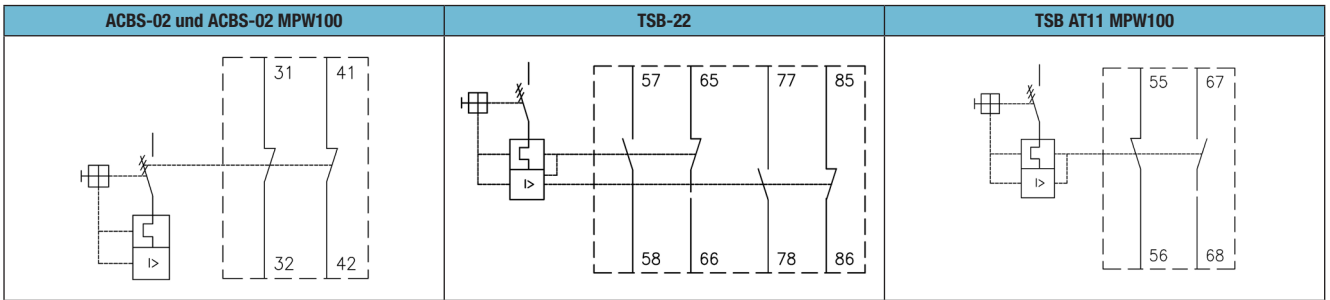 ACBS-02 und ACBS-02 MPW100
TSB-22
TSB AT11 MPW100
31 41
I>
32 42
57 65 77 85
I>
58 66 78 86
55 67
I>
56 68